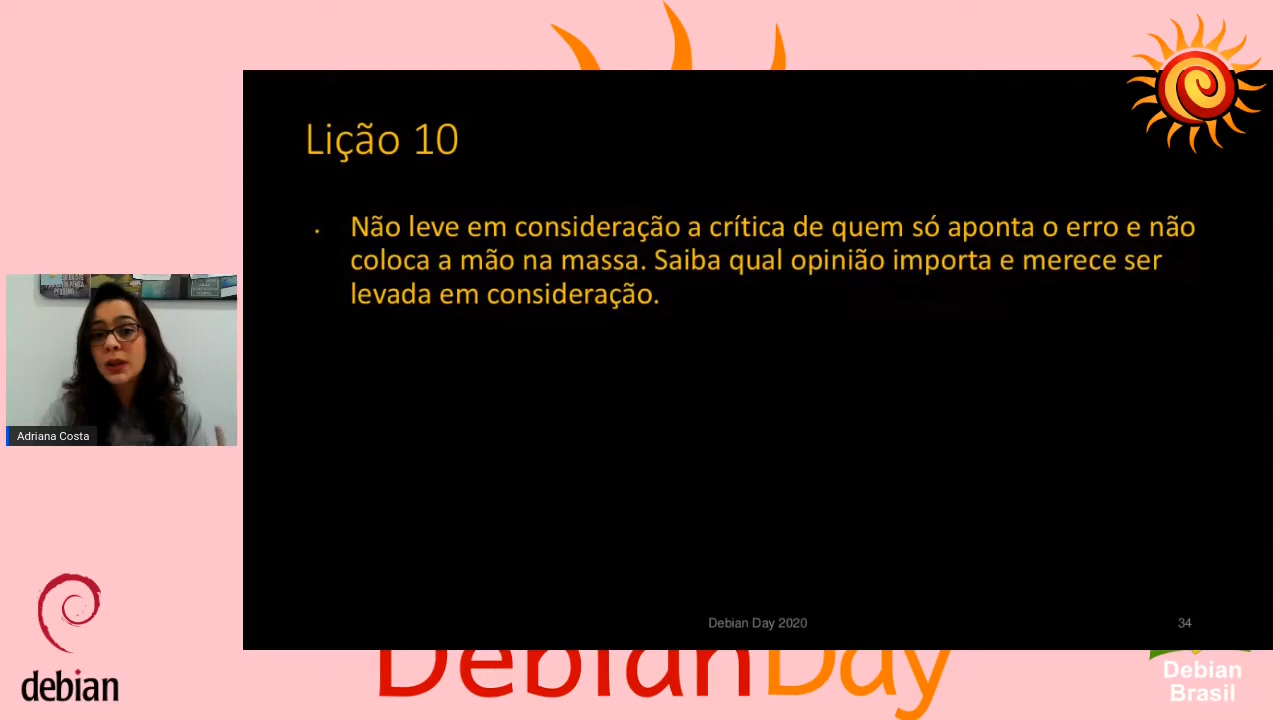 Lição 10
Não leve em consideração a crítica de quem só aponta o erro e não
coloca a mão na massa. Saiba qual opinião importa e merece ser
levada em consideração.
Adriana Costa
Debian Day 2020
34
debian
DebianDay
Debian
Brasil